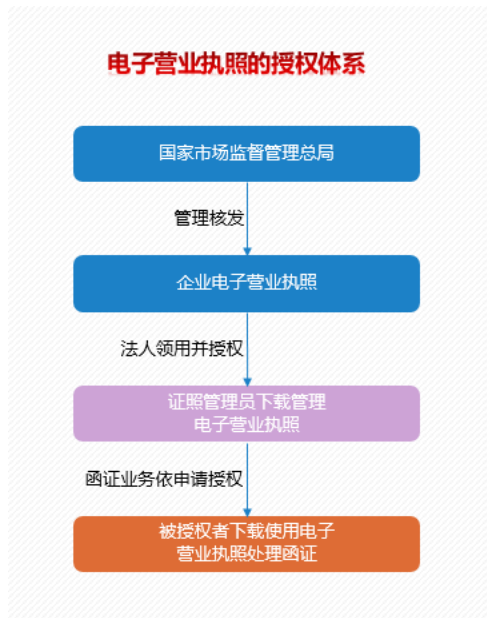 电子营业执照的授权体系
国家市场监督管理总局
管理核发
企业电子营业执照
法人领用并授权
证照管理员下载管理
电子营业执照
函证业务依申请授权
被授权者下载使用电子
营业执照处理函证